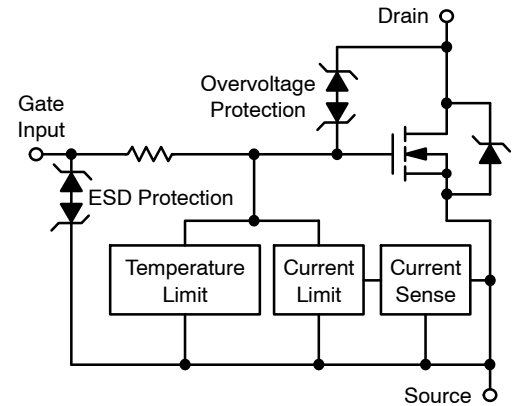 Drain
Overvoltage
Protection
Gate
Input
ESD Protection
Temperature
Limit
Current
Limit
Current
Sense
Source